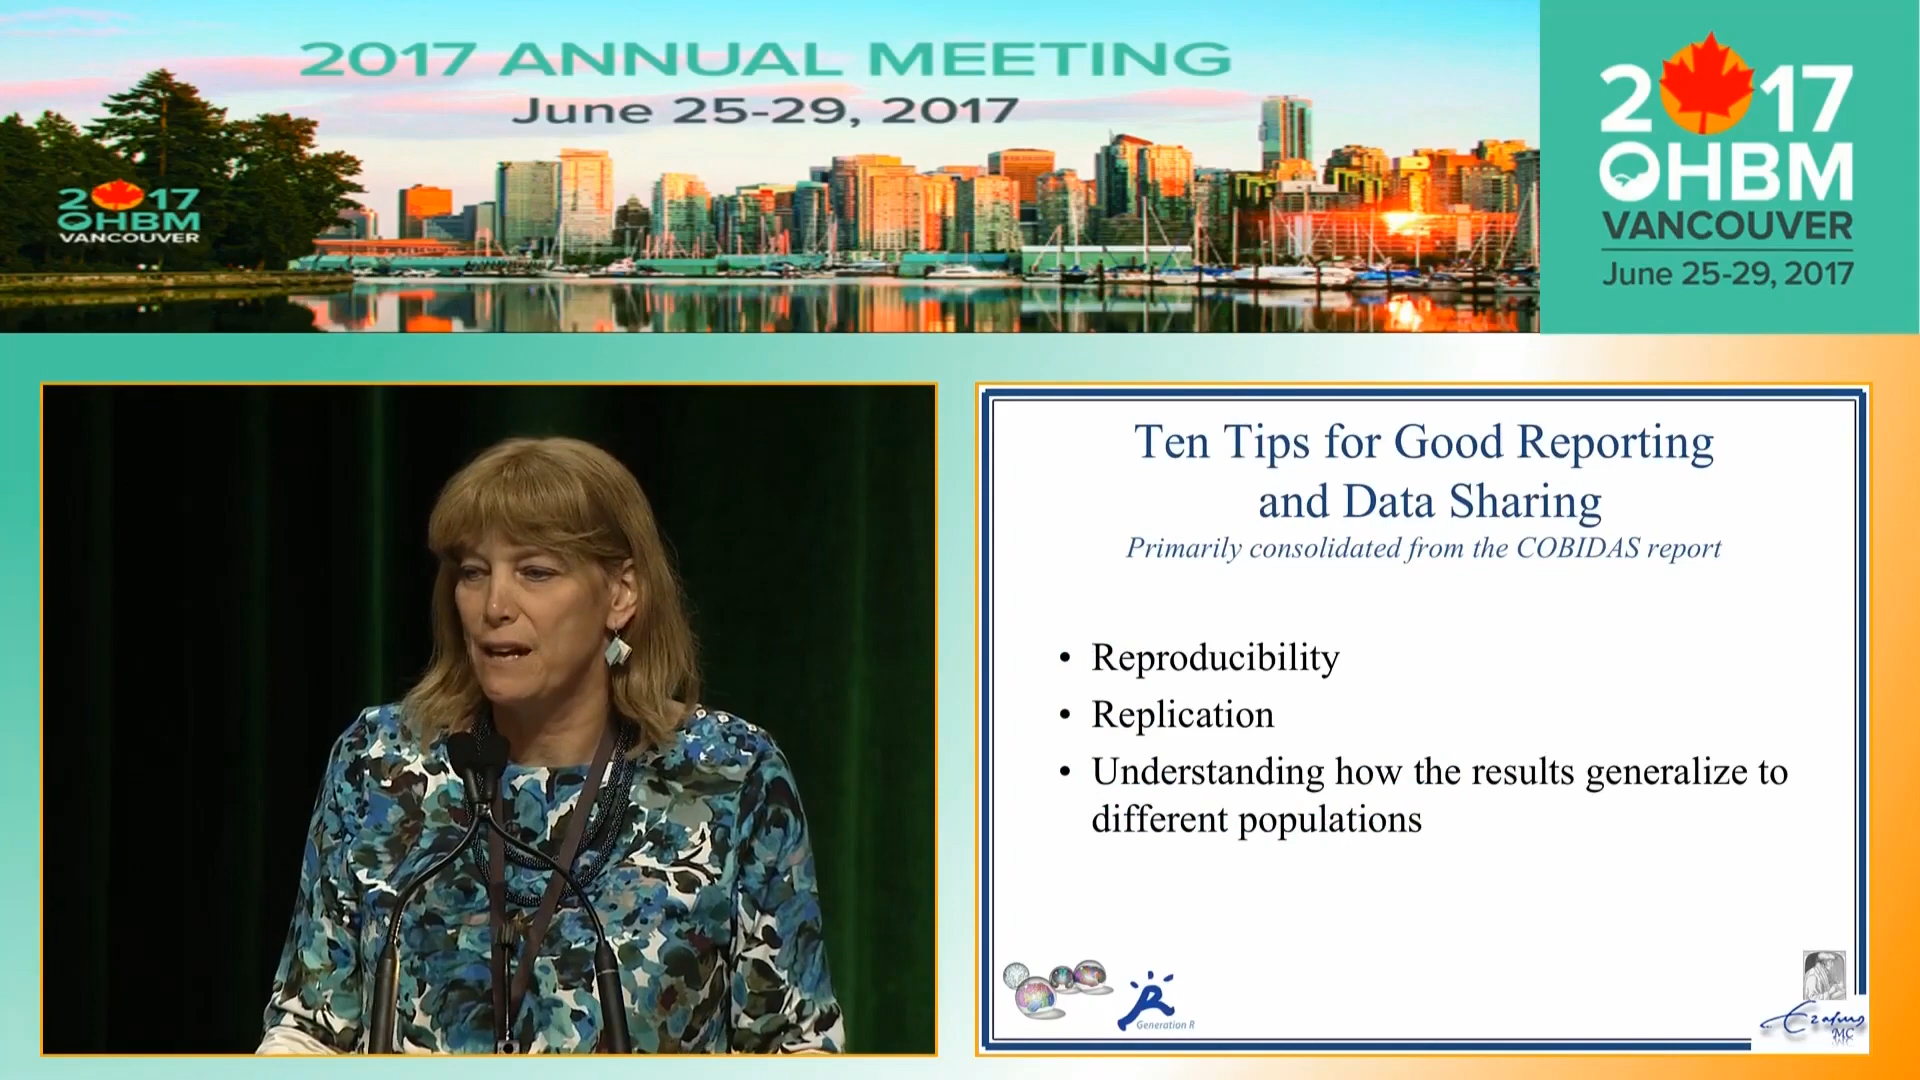 2017 ANNUAL MEETING
June 25-29, 2017
2017
OHBM
VANCOUVER
2017
OHBM
VANCOUVER
June 25-29, 2017
Ten Tips for Good Reporting
and Data Sharing
Primarily consolidated from the COBIDAS report
• Reproducibility
• Replication
• Understanding how the results generalize to
different populations
Generation R
Erasmus
MC